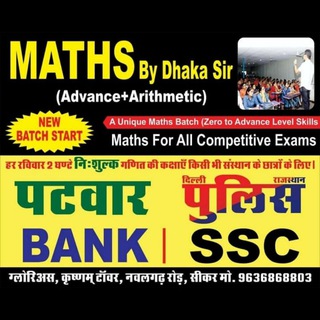 MATHS By Dhaka Sir
(Advance+Arithmetic)
NEW
BATCH START
A Unique Maths Batch (Zero to Advance Level Skills
Maths For All Competitive Exams
हर रविवार 2 घण्टे निःशुल्क गणित की कक्षाएँ किसी भी संस्थान के छात्रों के लिए।
पटवार
दिल्ली राजस्थान
पुलिस
BANK SSC
ग्लोरिअस, कृष्णम् टॉवर, नवलगढ़ रोड़, सीकर मो. 9636868803